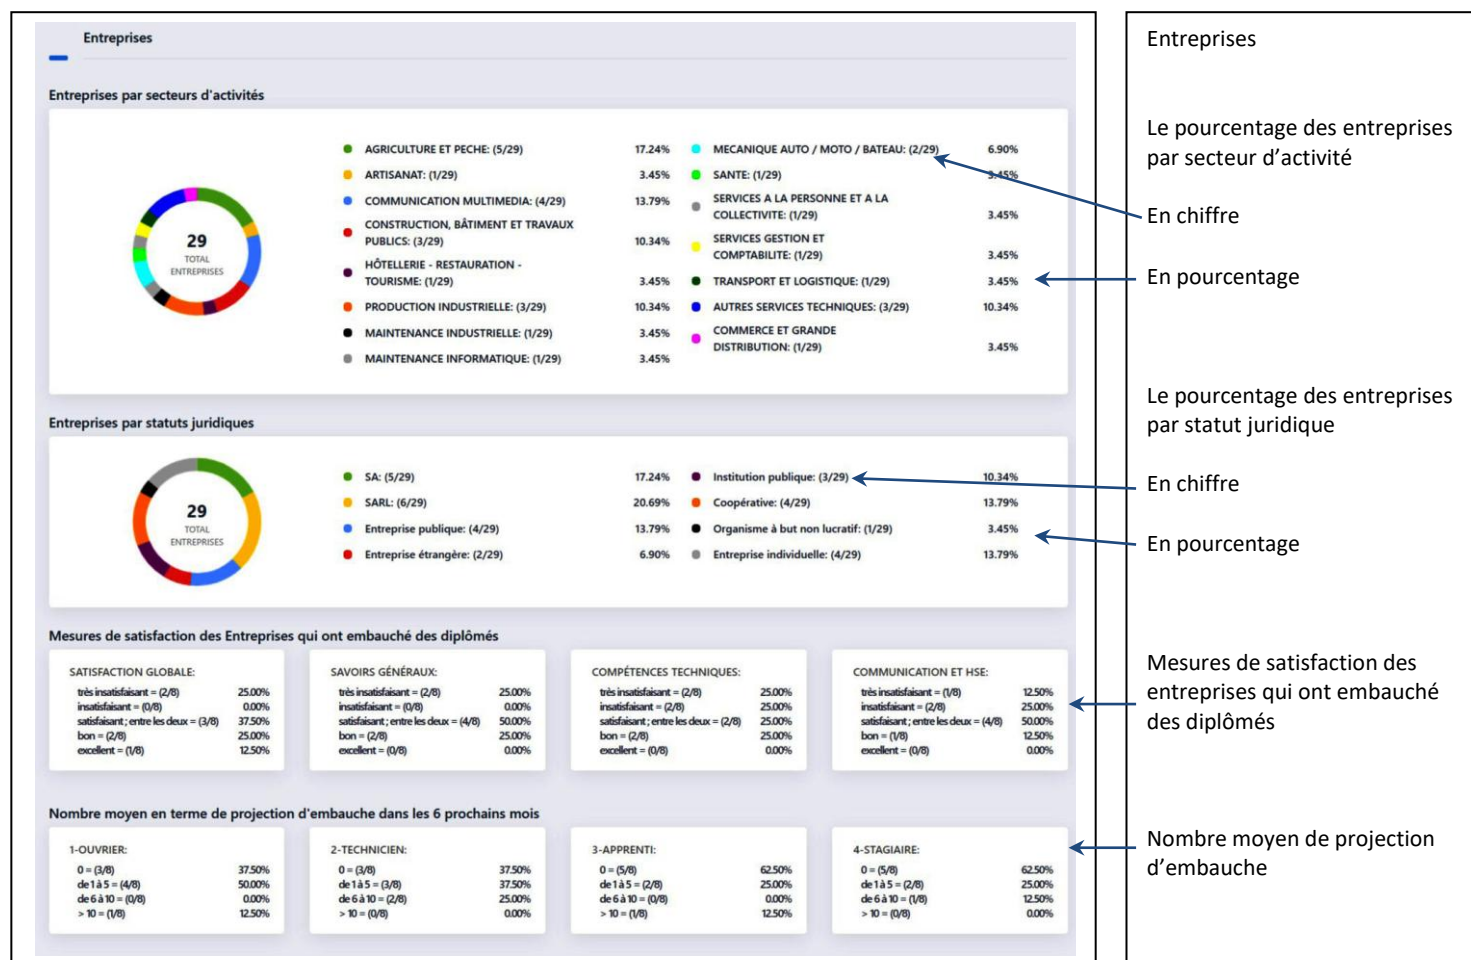 Entreprises
Entreprises par secteurs d'activités
29
TOTAL
ENTREPRISES
AGRICULTURE ET PECHE: (5/29) 17.24%
ARTISANAT: (1/29) 3.45%
COMMUNICATION MULTIMEDIA: (4/29) 13.79%
CONSTRUCTION, BÂTIMENT ET TRAVAUX
PUBLICS: (3/29) 10.34%
HÔTELLERIE - RESTAURATION -
TOURISME: (1/29) 3.45%
PRODUCTION INDUSTRIELLE: (3/29) 10.34%
MAINTENANCE INDUSTRIELLE: (1/29) 3.45%
MAINTENANCE INFORMATIQUE: (1/29) 3.45%
MECANIQUE AUTO / MOTO / BATEAU: (2/29) 6.90%
SANTE: (1/29) 3.45%
SERVICES A LA PERSONNE ET A LA
COLLECTIVITE: (1/29) 3.45%
SERVICES GESTION ET
COMPTABILITE: (1/29) 3.45%
TRANSPORT ET LOGISTIQUE: (1/29) 3.45%
AUTRES SERVICES TECHNIQUES: (3/29) 10.34%
COMMERCE ET GRANDE
DISTRIBUTION: (1/29) 3.45%
Entreprises par statuts juridiques
29
TOTAL
ENTREPRISES
SA: (5/29) 17.24%
SARL: (6/29) 20.69%
Entreprise publique: (4/29) 13.79%
Entreprise étrangère: (2/29) 6.90%
Institution publique: (3/29) 10.34%
Coopérative: (4/29) 13.79%
Organisme à but non lucratif: (1/29) 3.45%
Entreprise individuelle: (4/29) 13.79%
Mesures de satisfaction des Entreprises qui ont embauché des diplômés
SATISFACTION GLOBALE:
très insatisfaisant = (2/8) 25.00%
insatisfaisant = (0/8) 0.00%
satisfaisant ; entre les deux = (3/8) 37.50%
bon = (2/8) 25.00%
excellent = (1/8) 12.50%
SAVOIRS GÉNÉRAUX:
très insatisfaisant = (2/8) 25.00%
insatisfaisant = (0/8) 0.00%
satisfaisant ; entre les deux = (4/8) 50.00%
bon = (2/8) 25.00%
excellent = (0/8) 0.00%
COMPÉTENCES TECHNIQUES:
très insatisfaisant = (2/8) 25.00%
insatisfaisant = (2/8) 25.00%
satisfaisant ; entre les deux = (2/8) 25.00%
bon = (2/8) 25.00%
excellent = (0/8) 0.00%
COMMUNICATION ET HSE:
très insatisfaisant = (1/8) 12.50%
insatisfaisant = (2/8) 25.00%
satisfaisant ; entre les deux = (4/8) 50.00%
bon = (1/8) 12.50%
excellent = (0/8) 0.00%
Nombre moyen en terme de projection d'embauche dans les 6 prochains mois
1-OUVRIER:
0 = (3/8) 37.50%
de 1 à 5 = (4/8) 50.00%
de 6 à 10 = (0/8) 0.00%
> 10 = (1/8) 12.50%
2-TECHNICIEN:
0 = (3/8) 37.50%
de 1 à 5 = (3/8) 37.50%
de 6 à 10 = (2/8) 25.00%
> 10 = (0/8) 0.00%
3-APPRENTI:
0 = (5/8) 62.50%
de 1 à 5 = (2/8) 25.00%
de 6 à 10 = (0/8) 0.00%
> 10 = (1/8) 12.50%
4-STAGIAIRE:
0 = (5/8) 62.50%
de 1 à 5 = (2/8) 25.00%
de 6 à 10 = (1/8) 12.50%
> 10 = (0/8) 0.00%
Entreprises
Le pourcentage des entreprises
par secteur d’activité
En chiffre
En pourcentage
Le pourcentage des entreprises
par statut juridique
En chiffre
En pourcentage
Mesures de satisfaction des
entreprises qui ont embauché
des diplômés
Nombre moyen de projection
d’embauche